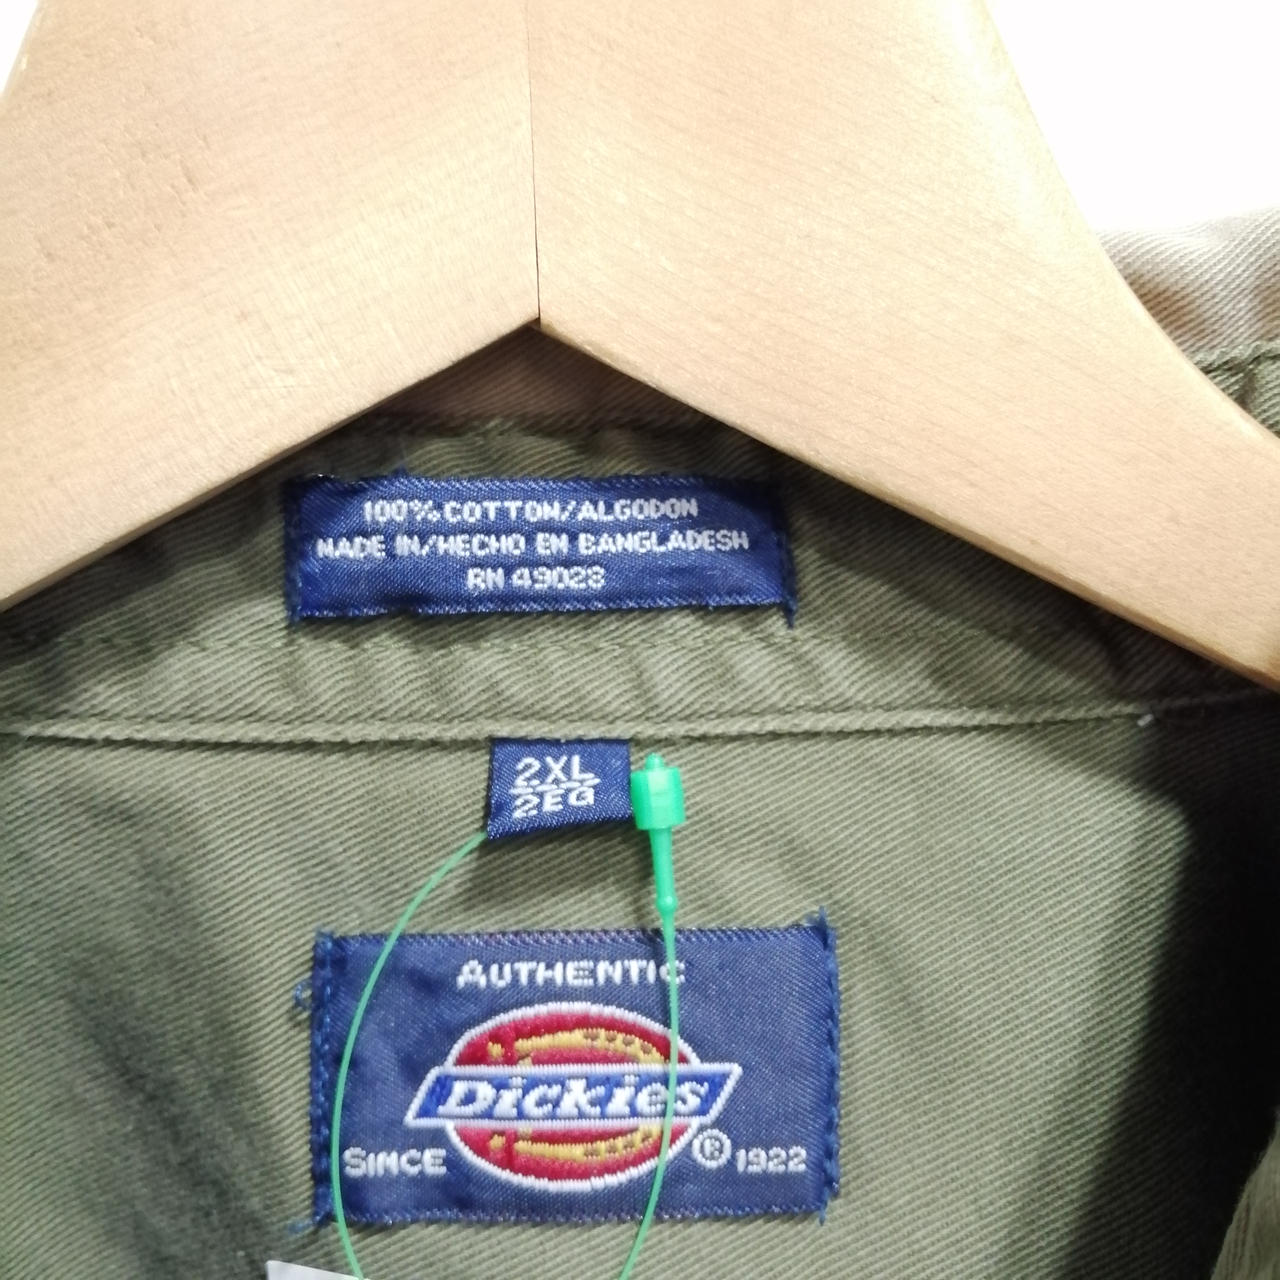 100% COTTON/ALGODON
MADE IN/HECHO EN BANGLADESH
RN 49028
2XL
2EG
AUTHENTIC
Dickies
SINCE ® 1922